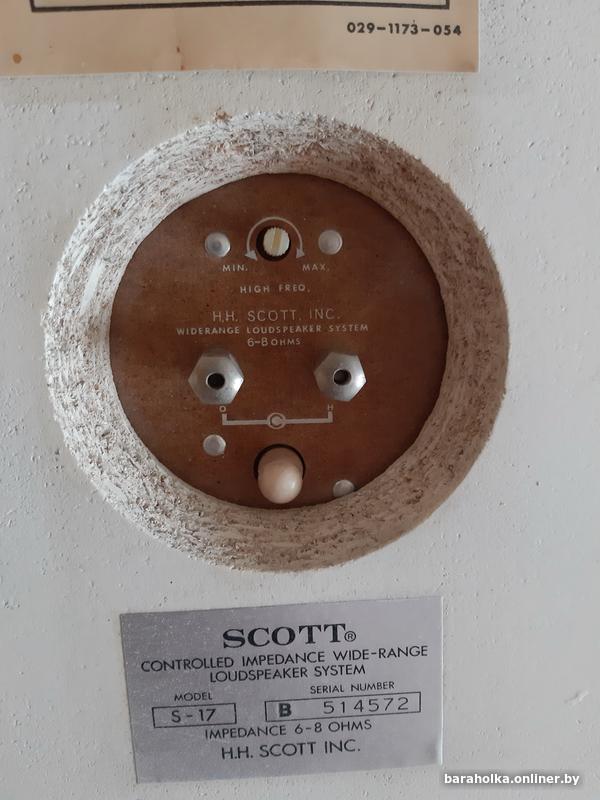 029-1173-054
MIN. MAX.
HIGH FREQ.
H.H. SCOTT, INC.
WIDERANGE LOUDSPEAKER SYSTEM
6-8 OHMS
O H
C
SCOTT®
CONTROLLED IMPEDANCE WIDE-RANGE
LOUDSPEAKER SYSTEM
MODEL SERIAL NUMBER
S-17 B 514572
IMPEDANCE 6-8 OHMS
H.H. SCOTT INC.
baraholka.onliner.by